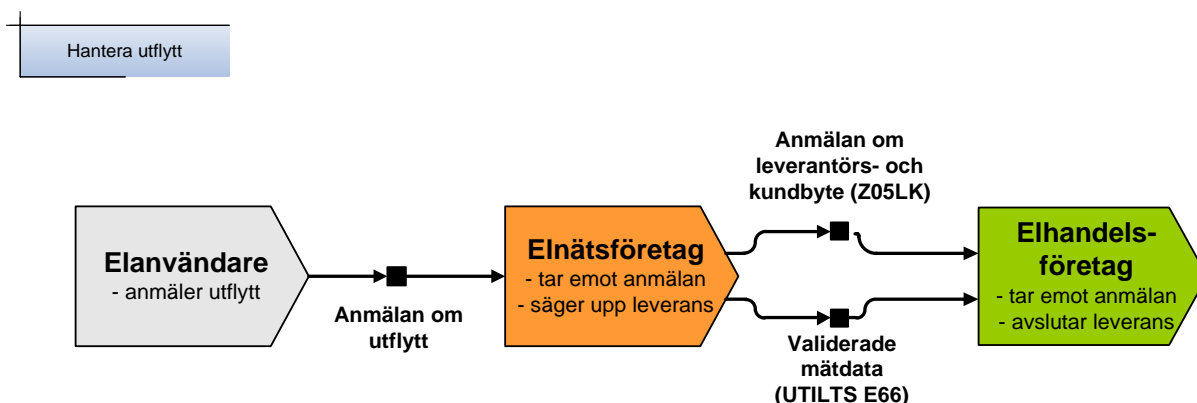 Hantera utflytt
Elanvändare
- anmäler utflytt
Anmälan om
utflytt
Elnätsföretag
- tar emot anmälan
- säger upp leverans
Anmälan om
leverantörs- och
kundbyte (Z05LK)
Validerade
mätdata
(UTILTS E66)
Elhandels-
företag
- tar emot anmälan
- avslutar leverans